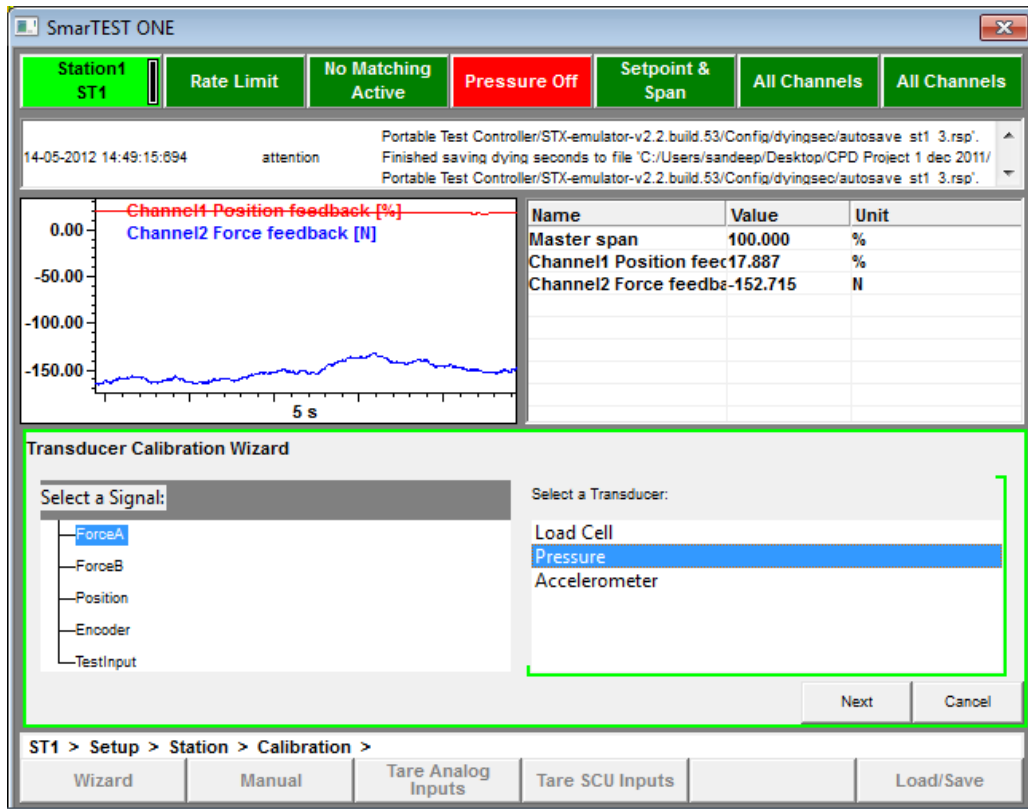 SmarTEST ONE
Station1
ST1
Rate Limit
No Matching
Active
Pressure Off
Setpoint &
Span
All Channels
All Channels
Portable Test Controller/STX-emulator-v2.2.build.53/Config/dyingsec/autosave_st1_3.rsp'.
14-05-2012 14:49:15:694 attention Finished saving dying seconds to file 'C:/Users/sandeep/Desktop/CPD Project 1 dec 2011/
Portable Test Controller/STX-emulator-v2.2.build.53/Config/dyingsec/autosave_st1_3.rsp'.
Channel1 Position feedback [%]
Channel2 Force feedback [N]
0.00
-50.00
-100.00
-150.00
5 s
Name Value Unit
Master span 100.000 %
Channel1 Position feec 17.887 %
Channel2 Force feedba -152.715 N
Transducer Calibration Wizard
Select a Signal:
ForceA
ForceB
Position
Encoder
TestInput
Select a Transducer:
Load Cell
Pressure
Accelerometer
Next
Cancel
ST1 > Setup > Station > Calibration >
Wizard
Manual
Tare Analog
Inputs
Tare SCU Inputs
Load/Save